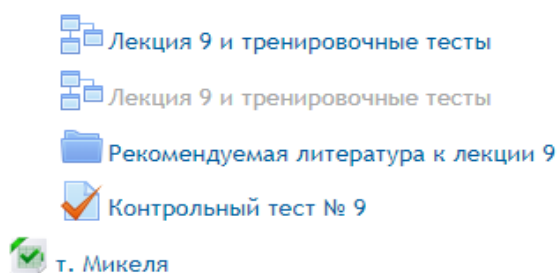 Лекция 9 и тренировочные тесты
Лекция 9 и тренировочные тесты
Рекомендуемая литература к лекции 9
Контрольный тест № 9
т. Микеля